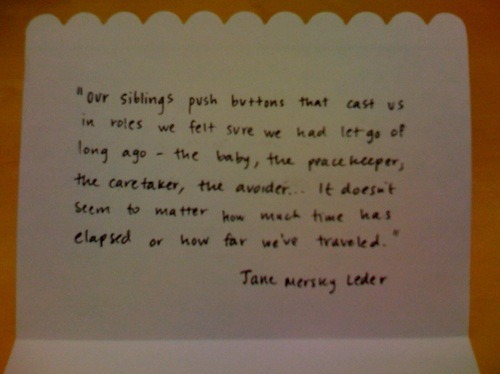 "Our siblings push buttons that cast us
in roles we felt sure we had let go of
long ago - the baby, the peacekeeper,
the caretaker, the avoider... It doesn't
seem to matter how much time has
elapsed or how far we've traveled."
Jane Mersky Leder